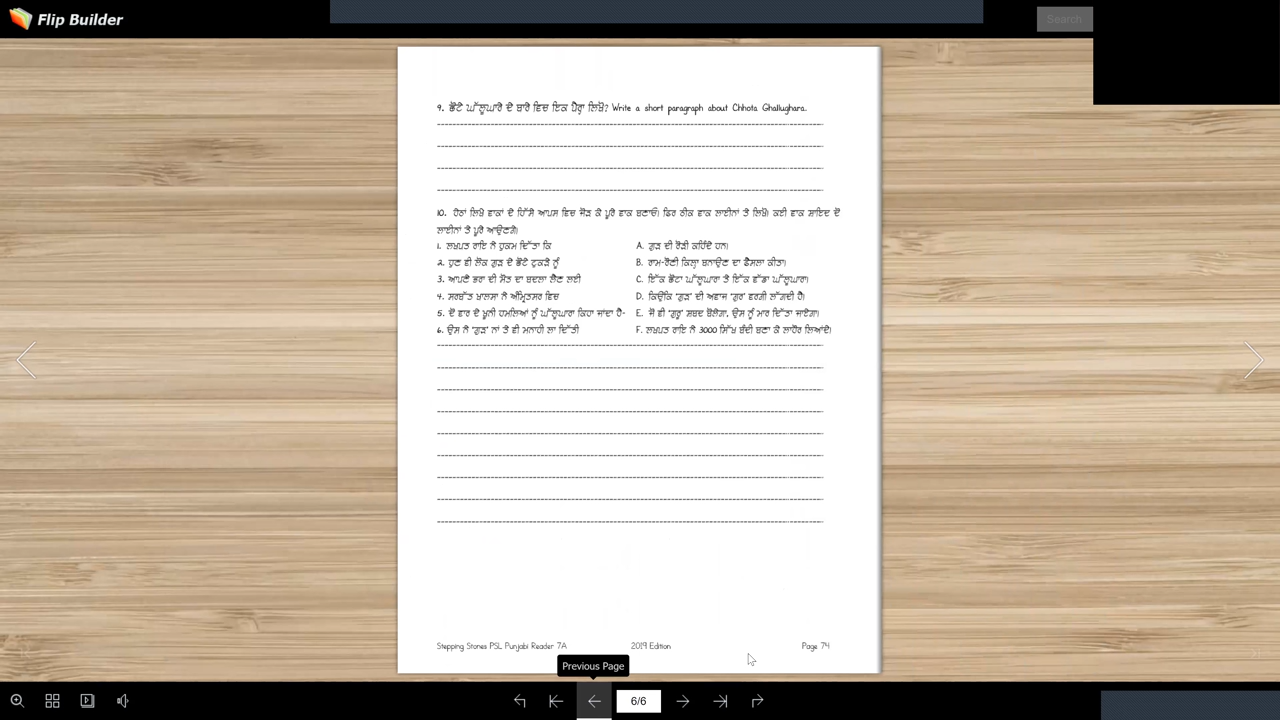 Flip Builder
Search
9. ਛੋਟੇ ਘੱਲੂਘਾਰੇ ਦੇ ਬਾਰੇ ਵਿਚ ਇਕ ਪੈਰ੍ਹਾ ਲਿਖੋ? Write a short paragraph about Chhota Ghallughara.
10. ਹੇਠਾਂ ਲਿਖੇ ਵਾਕਾਂ ਦੇ ਹਿੱਸੇ ਆਪਸ ਵਿਚ ਜੋੜ ਕੇ ਪੂਰੇ ਵਾਕ ਬਣਾਓ। ਫਿਰ ਠੀਕ ਵਾਕ ਲਾਈਨਾਂ ਤੇ ਲਿਖੋ। ਕਈ ਵਾਕ ਸ਼ਾਇਦ ਦੋ
ਲਾਈਨਾਂ ਤੇ ਪੂਰੇ ਆਉਣਗੇ।
1. ਲਖਪਤ ਰਾਇ ਨੇ ਹੁਕਮ ਦਿੱਤਾ ਕਿ
A. ਗੁੜ ਦੀ ਰੋੜੀ ਕਹਿੰਦੇ ਹਨ।
2. ਹੁਣ ਵੀ ਲੋਕ ਗੁੜ ਦੇ ਛੋਟੇ ਟੁਕੜੇ ਨੂੰ
B. ਰਾਮ-ਰੌਣੀ ਕਿਲ੍ਹਾ ਬਨਾਉਣ ਦਾ ਫੈਸਲਾ ਕੀਤਾ।
3. ਆਪਣੇ ਭਰਾ ਦੀ ਮੌਤ ਦਾ ਬਦਲਾ ਲੈਣ ਲਈ
C. ਇੱਕ ਛੋਟਾ ਘੱਲੂਘਾਰਾ ਤੇ ਇੱਕ ਵੱਡਾ ਘੱਲੂਘਾਰਾ।
4. ਸਰਬੱਤ ਖ਼ਾਲਸਾ ਨੇ ਅੰਮ੍ਰਿਤਸਰ ਵਿਚ
D. ਕਿਉਂਕਿ 'ਗੁੜ' ਦੀ ਅਵਾਜ 'ਗੁਰ' ਵਰਗੀ ਲੱਗਦੀ ਹੈ।
5. ਦੋ ਵਾਰ ਦੇ ਖ਼ੂਨੀ ਹਮਲਿਆਂ ਨੂੰ ਘੱਲੂਘਾਰਾ ਕਿਹਾ ਜਾਂਦਾ ਹੈ-
E. ਜੋ ਵੀ 'ਗੁਰੂ' ਸ਼ਬਦ ਬੋਲੇਗਾ, ਉਸ ਨੂੰ ਮਾਰ ਦਿੱਤਾ ਜਾਏਗਾ।
6. ਉਸ ਨੇ 'ਗੁੜ' ਨਾਂ ਤੇ ਵੀ ਮਨਾਹੀ ਲਾ ਦਿੱਤੀ
F. ਲਖਪਤ ਰਾਇ ਨੇ 3000 ਸਿੱਖ ਬੰਦੀ ਬਣਾ ਕੇ ਲਾਹੌਰ ਲਿਆਂਦੇ।
Stepping Stones PSL Punjabi Reader 7A 2019 Edition Page 74
Previous Page
6/6